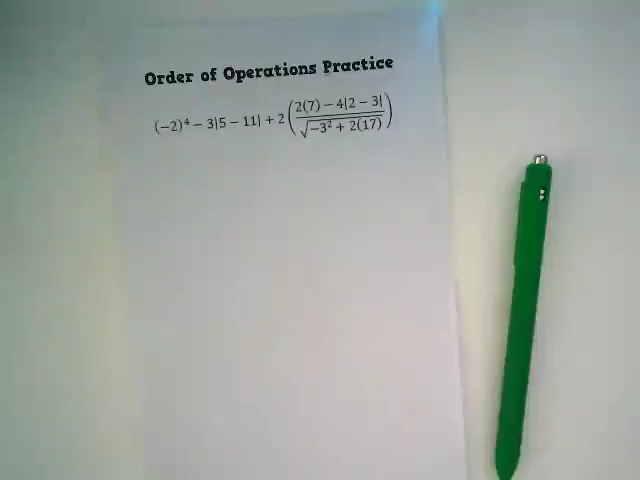 Order of Operations Practice
(−2)⁴ − 3|5 − 11| + 2 ( (2(7) − 4|2 − 3|) / √(−3² + 2(17)) )